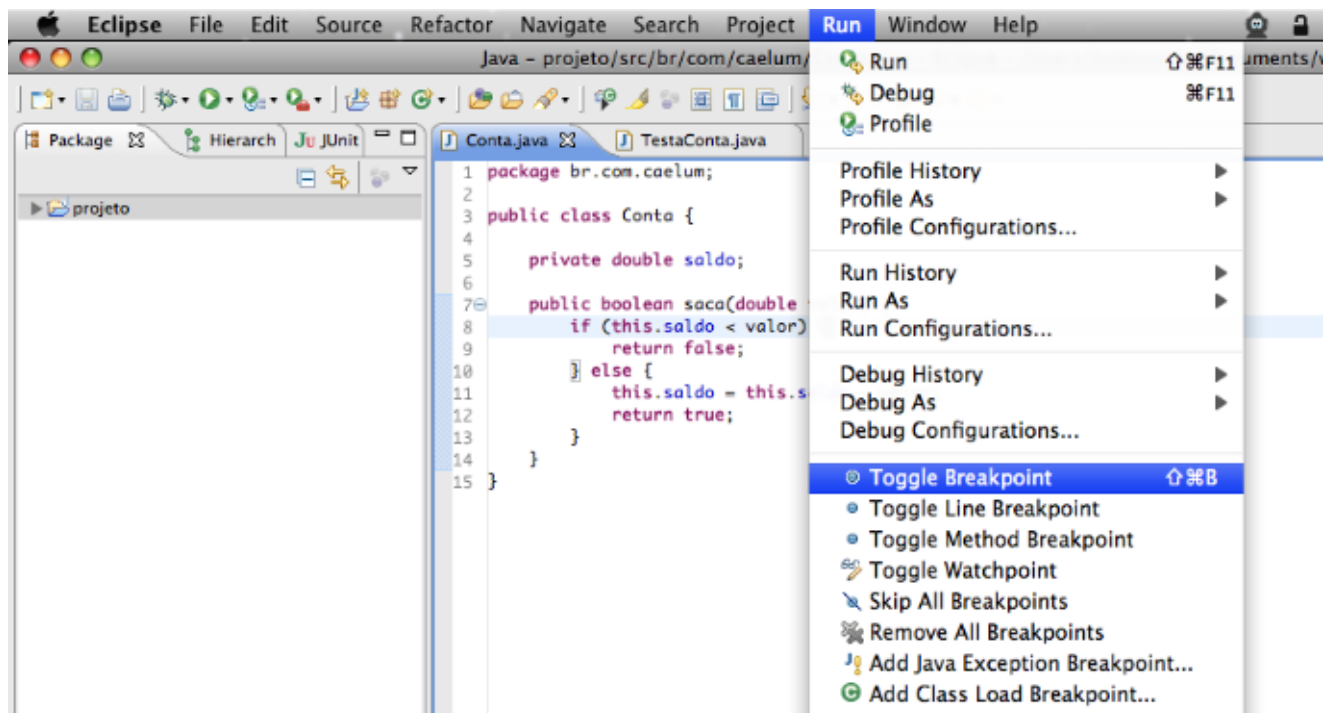 Eclipse File Edit Source Refactor Navigate Search Project Run Window Help
Java – projeto/src/br/com/caelum/
uments/
Package Hierarch Ju JUnit
Conta.java TestaConta.java
projeto
1 package br.com.caelum;
2
3 public class Conta {
4
5 private double saldo;
6
7 public boolean saca(double
8 if (this.saldo < valor)
9 return false;
10 } else {
11 this.saldo = this.s
12 return true;
13 }
14 }
15 }
Run ⇧⌘F11
Debug ⌘F11
Profile
Profile History
Profile As
Profile Configurations...
Run History
Run As
Run Configurations...
Debug History
Debug As
Debug Configurations...
Toggle Breakpoint ⇧⌘B
Toggle Line Breakpoint
Toggle Method Breakpoint
Toggle Watchpoint
Skip All Breakpoints
Remove All Breakpoints
Add Java Exception Breakpoint...
Add Class Load Breakpoint...